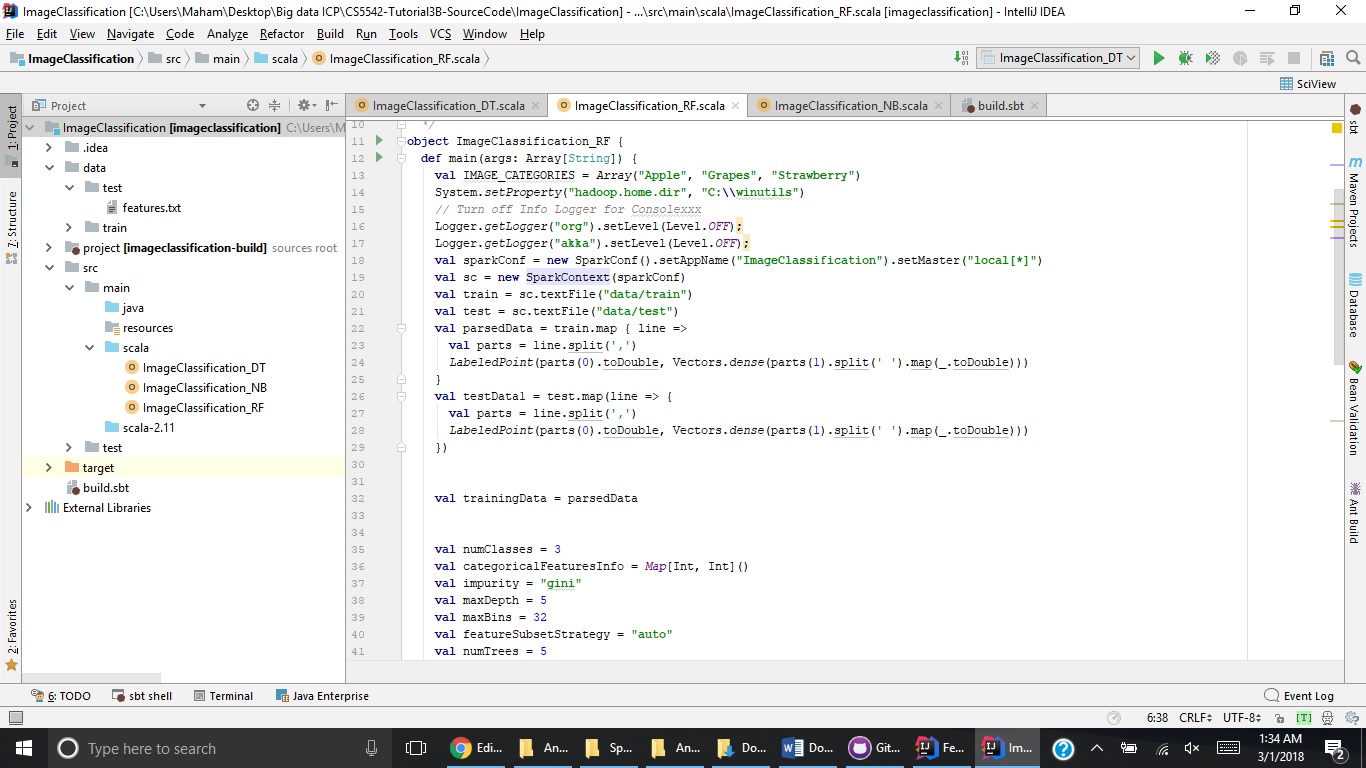 ImageClassification [C:\Users\Maham\Desktop\Big data ICP\CS5542-Tutorial3B-SourceCode\ImageClassification] - ...\src\main\scala\ImageClassification_RF.scala [imageclassification] - IntelliJ IDEA
File Edit View Navigate Code Analyze Refactor Build Run Tools VCS Window Help
ImageClassification src main scala ImageClassification_RF.scala ImageClassification_DT
SciView
Project ImageClassification_DT.scala ImageClassification_RF.scala ImageClassification_NB.scala build.sbt
1: Project
Z: Structure
2: Favorites
ImageClassification [imageclassification] C:\Users\M
.idea
data
test
features.txt
train
project [imageclassification-build] sources root
src
main
java
resources
scala
ImageClassification_DT
ImageClassification_NB
ImageClassification_RF
scala-2.11
test
target
build.sbt
External Libraries
10 */
11 object ImageClassification_RF {
12 def main(args: Array[String]) {
13 val IMAGE_CATEGORIES = Array("Apple", "Grapes", "Strawberry")
14 System.setProperty("hadoop.home.dir", "C:\\winutils")
15 // Turn off Info Logger for Consolexxx
16 Logger.getLogger("org").setLevel(Level.OFF);
17 Logger.getLogger("akka").setLevel(Level.OFF);
18 val sparkConf = new SparkConf().setAppName("ImageClassification").setMaster("local[*]")
19 val sc = new SparkContext(sparkConf)
20 val train = sc.textFile("data/train")
21 val test = sc.textFile("data/test")
22 val parsedData = train.map { line =>
23 val parts = line.split(',')
24 LabeledPoint(parts(0).toDouble, Vectors.dense(parts(1).split(' ').map(_.toDouble)))
25 }
26 val testData1 = test.map(line => {
27 val parts = line.split(',')
28 LabeledPoint(parts(0).toDouble, Vectors.dense(parts(1).split(' ').map(_.toDouble)))
29 })
30
31
32 val trainingData = parsedData
33
34
35 val numClasses = 3
36 val categoricalFeaturesInfo = Map[Int, Int]()
37 val impurity = "gini"
38 val maxDepth = 5
39 val maxBins = 32
40 val featureSubsetStrategy = "auto"
41 val numTrees = 5
sbt
m
Maven Projects
Database
Bean Validation
Ant Build
6: TODO sbt shell Terminal Java Enterprise Event Log
6:38 CRLF UTF-8 [T]
Type here to search Edi... An... Sp... An... Do... Do... Git... Fe... Im... 1:34 AM
3/1/2018 2